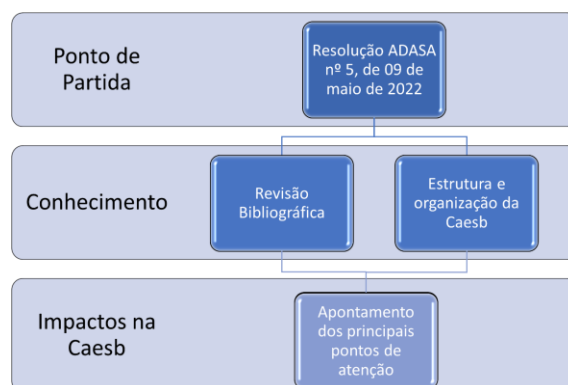 Ponto de
Partida
Resolução ADASA
nº 5, de 09 de
maio de 2022
Conhecimento
Revisão
Bibliográfica
Estrutura e
organização da
Caesb
Impactos na
Caesb
Apontamento
dos principais
pontos de
atenção